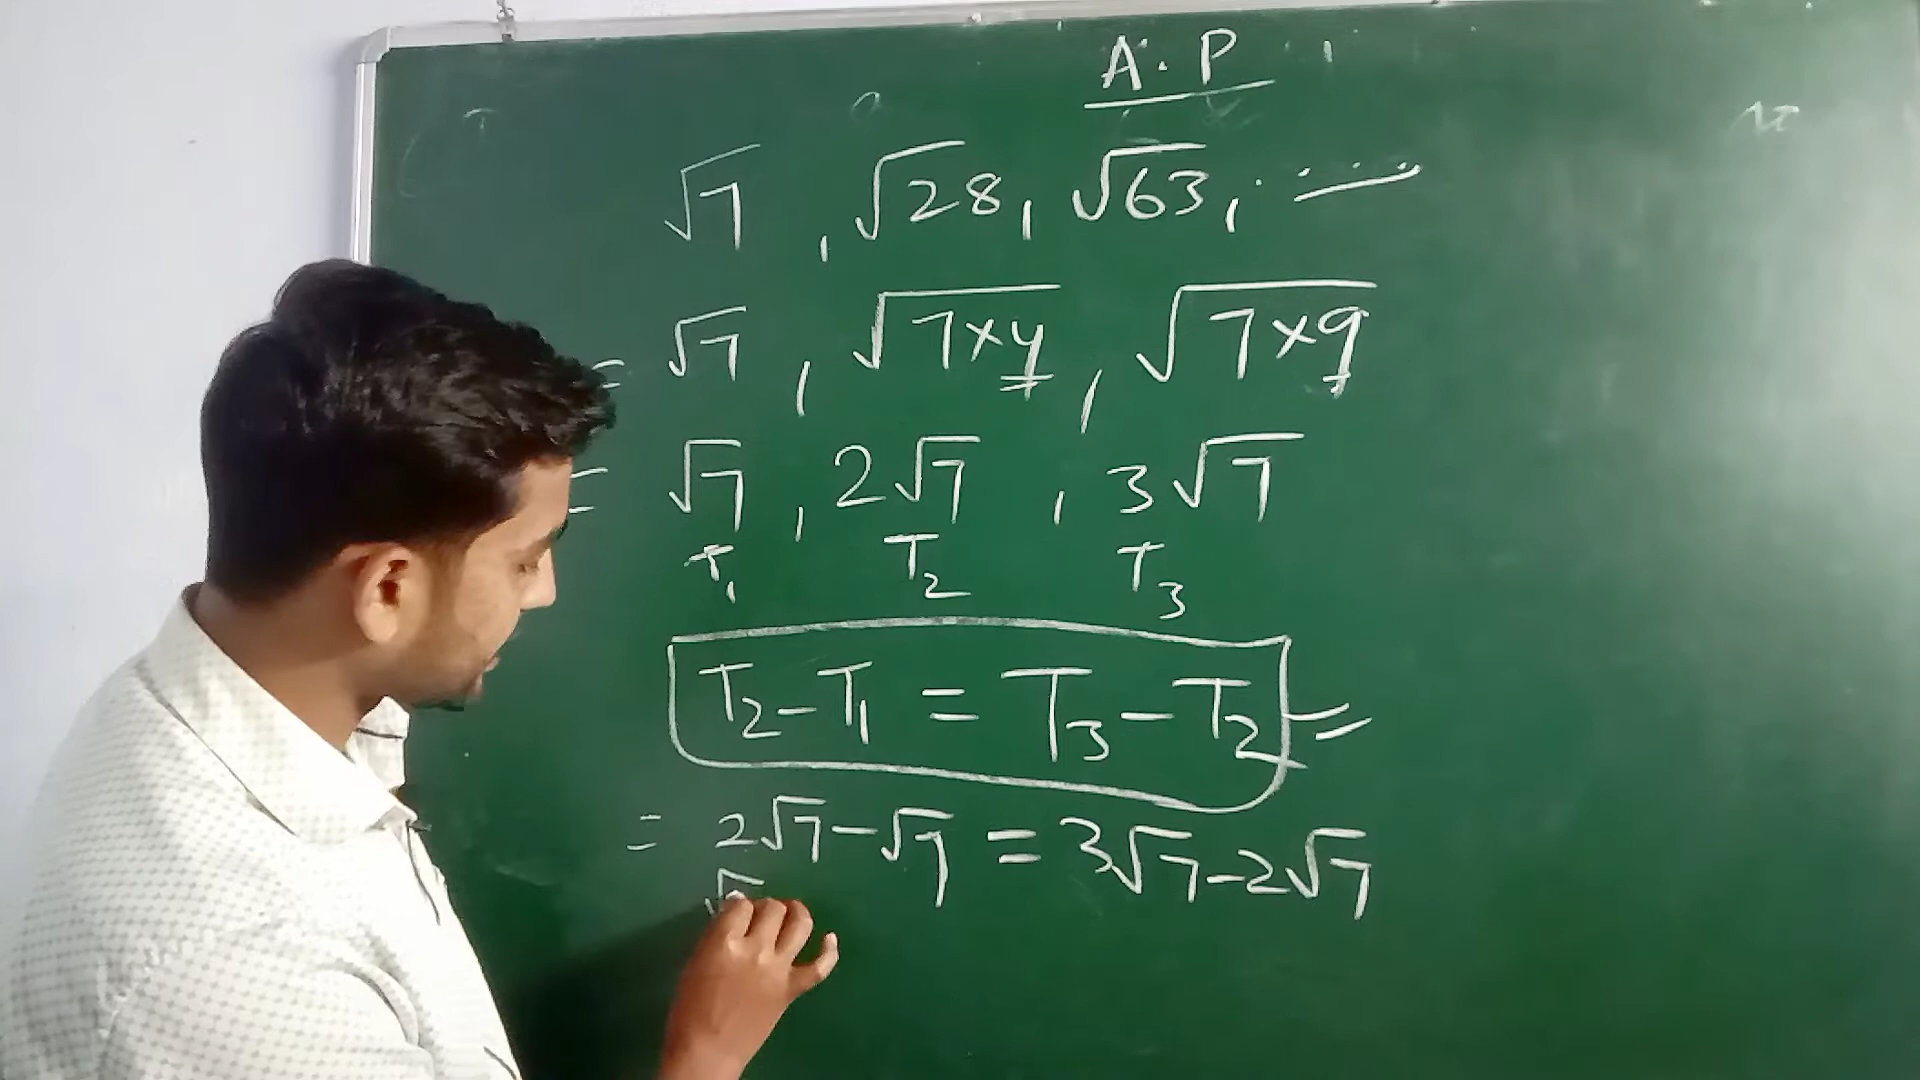 A.P
√7, √28, √63, .....
= √7, √7×4, √7×9
= √7, 2√7, 3√7
T₁ T₂ T₃
T₂-T₁ = T₃-T₂ =
= 2√7-√7 = 3√7-2√7